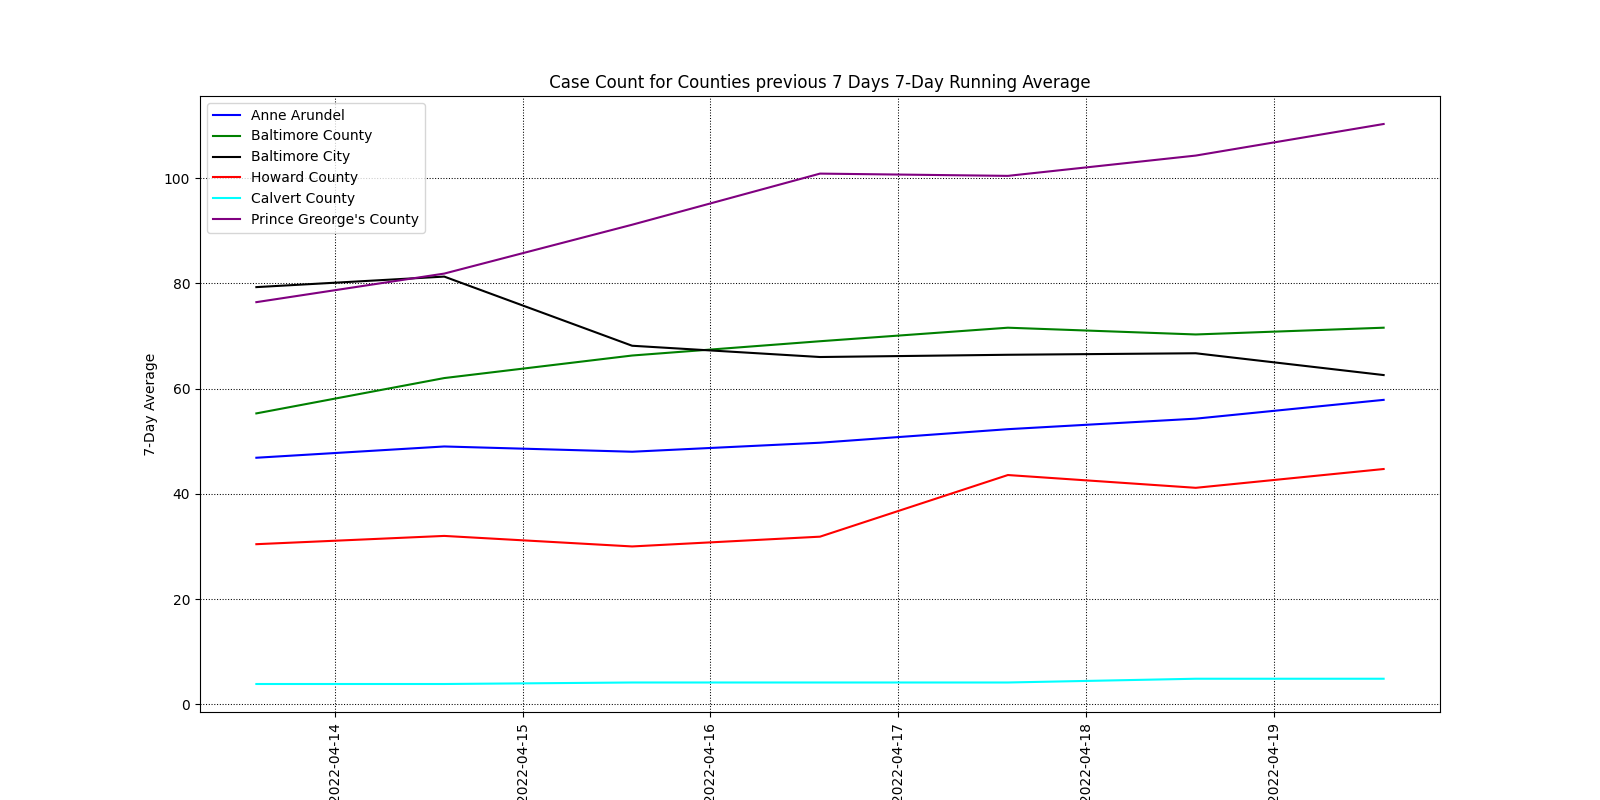 Case Count for Counties previous 7 Days 7-Day Running Average
Anne Arundel
Baltimore County
Baltimore City
Howard County
Calvert County
Prince Greorge's County
7-Day Average
100
80
60
40
20
0
2022-04-14
2022-04-15
2022-04-16
2022-04-17
2022-04-18
2022-04-19